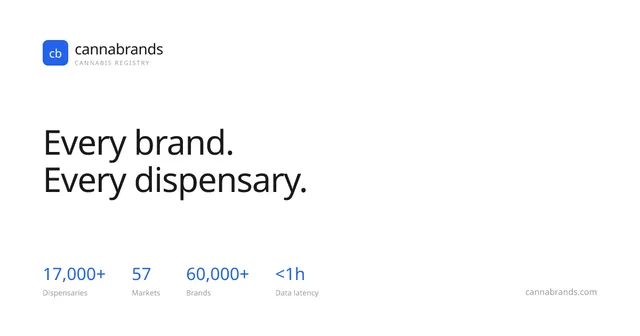 cb
cannabrands
CANNABIS REGISTRY
Every brand.
Every dispensary.
17,000+ 57 60,000+ <1h
Dispensaries Markets Brands Data latency
cannabrands.com